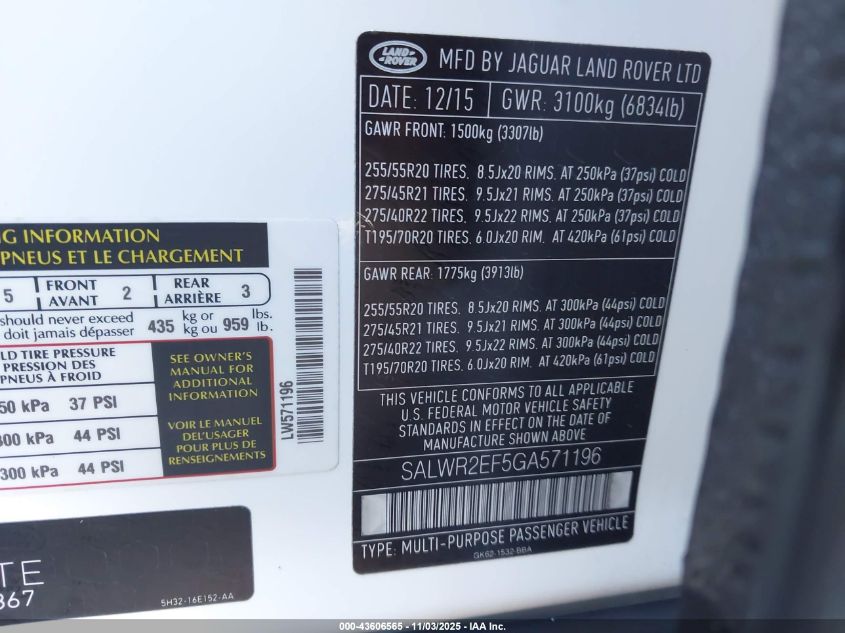 LAND ROVER
MFD BY JAGUAR LAND ROVER LTD
DATE: 12/15 GWR: 3100kg (6834lb)
GAWR FRONT: 1500kg (3307lb)
255/55R20 TIRES. 8.5Jx20 RIMS. AT 250kPa (37psi) COLD
275/45R21 TIRES. 9.5Jx21 RIMS. AT 250kPa (37psi) COLD
275/40R22 TIRES, 9.5Jx22 RIMS. AT 250kPa (37psi) COLD
T195/70R20 TIRES. 6.0Jx20 RIM. AT 420kPa (61psi) COLD
GAWR REAR: 1775kg (3913lb)
255/55R20 TIRES. 8.5Jx20 RIMS. AT 300kPa (44psi) COLD
275/45R21 TIRES. 9.5Jx21 RIMS. AT 300kPa (44psi) COLD
275/40R22 TIRES. 9.5Jx22 RIMS. AT 300kPa (44psi) COLD
T195/70R20 TIRES. 6.0Jx20 RIM. AT 420kPa (61psi) COLD
THIS VEHICLE CONFORMS TO ALL APPLICABLE
U.S. FEDERAL MOTOR VEHICLE SAFETY
STANDARDS IN EFFECT ON THE DATE OF
MANUFACTURE SHOWN ABOVE
SALWR2EF5GA571196
TYPE: MULTI-PURPOSE PASSENGER VEHICLE
GK62-1532-BBA
NG INFORMATION
PNEUS ET LE CHARGEMENT
5 FRONT AVANT 2 REAR ARRIÈRE 3
should never exceed
doit jamais dépasser 435 kg or kg ou 959 lbs. lb.
LD TIRE PRESSURE
PRESSION DES
PNEUS À FROID
50 kPa 37 PSI
300 kPa 44 PSI
300 kPa 44 PSI
SEE OWNER'S
MANUAL FOR
ADDITIONAL
INFORMATION
VOIR LE MANUEL
DEL'USAGER
POUR PLUS DE
RENSEIGNEMENTS
LW571196
TE
867
5H32-16E152-AA
000-43606565 - 11/03/2025 - IAA Inc.